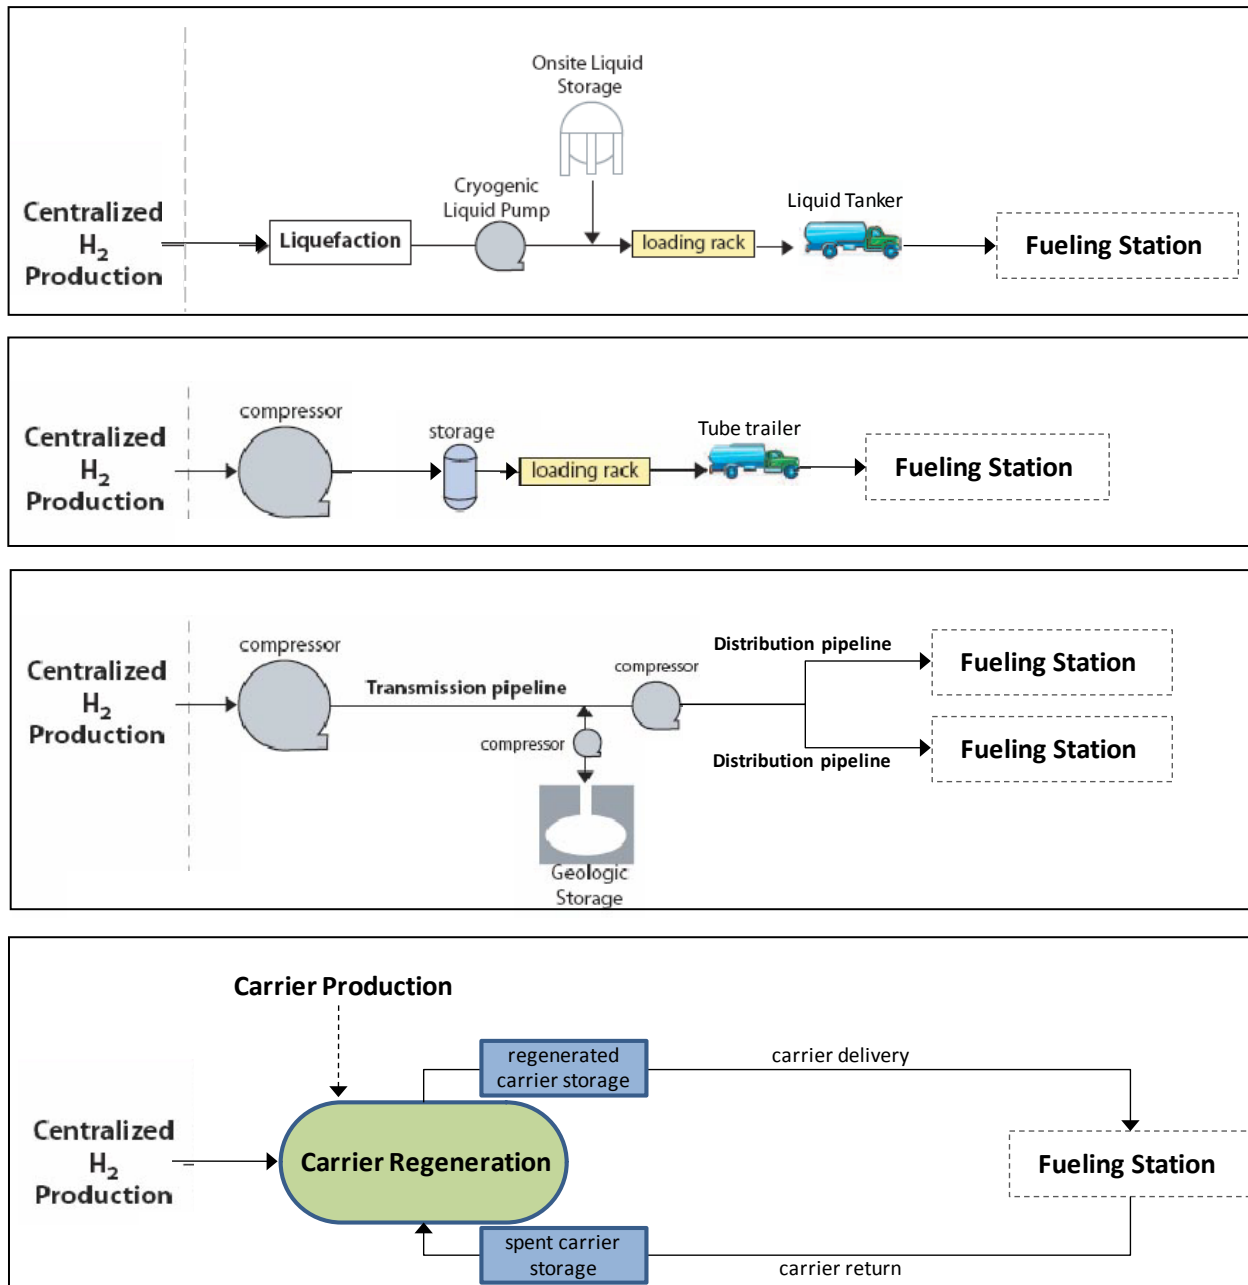 Onsite Liquid
Storage
Cryogenic
Liquid Pump
Liquid Tanker
Centralized
H2
Production
Liquefaction
loading rack
Fueling Station
compressor
storage
Tube trailer
Centralized
H2
Production
loading rack
Fueling Station
compressor
Transmission pipeline
compressor
Distribution pipeline
Fueling Station
Centralized
H2
Production
compressor
Distribution pipeline
Fueling Station
Geologic
Storage
Carrier Production
regenerated
carrier storage
carrier delivery
Centralized
H2
Production
Carrier Regeneration
Fueling Station
spent carrier
storage
carrier return